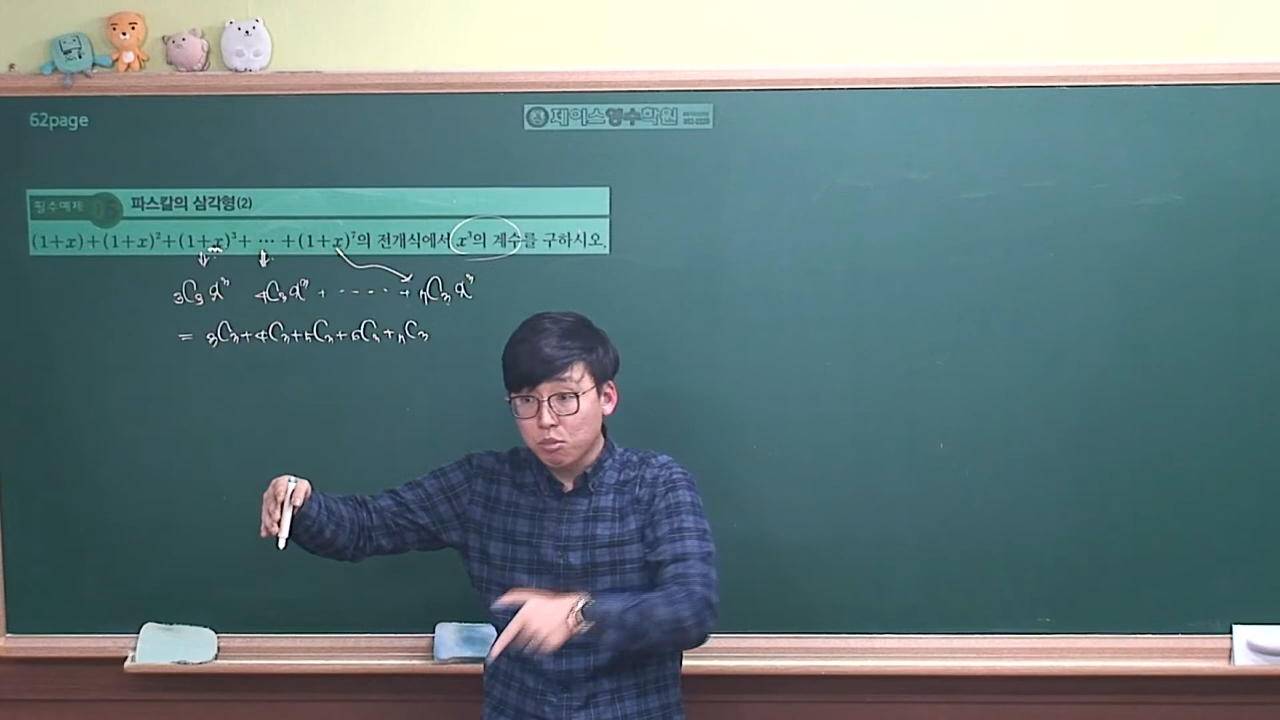 62page
제이스영수학원
필수예제 05 파스칼의 삼각형(2)
(1+x)+(1+x)²+(1+x)³+ ⋯ +(1+x)⁷의 전개식에서 x³의 계수를 구하시오.
₃C₃x³ ₄C₃x³ + ····· + ₇C₃x³
= ₃C₃+₄C₃+₅C₃+₆C₃+₇C₃